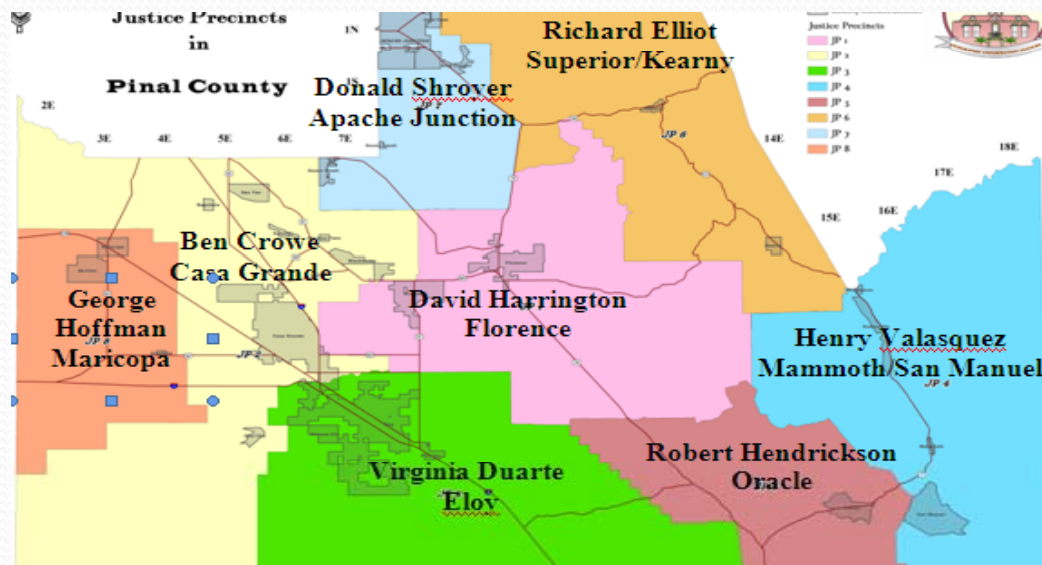 Justice Precincts
in
Pinal County
Richard Elliot
Superior/Kearny
Donald Shrover
Apache Junction
Ben Crowe
Casa Grande
George
Hoffman
Maricopa
David Harrington
Florence
Henry Valasquez
Mammoth/San Manuel
Robert Hendrickson
Oracle
Virginia Duarte
Eloy
Justice Precincts
JP 1
JP 2
JP 3
JP 4
JP 5
JP 6
JP 7
JP 8
1N
1S
2E
3E
4E
5E
6E
7E
14E
15E
16E
17E
18E
JP 7
JP 6
JP 8
JP 2
JP 4